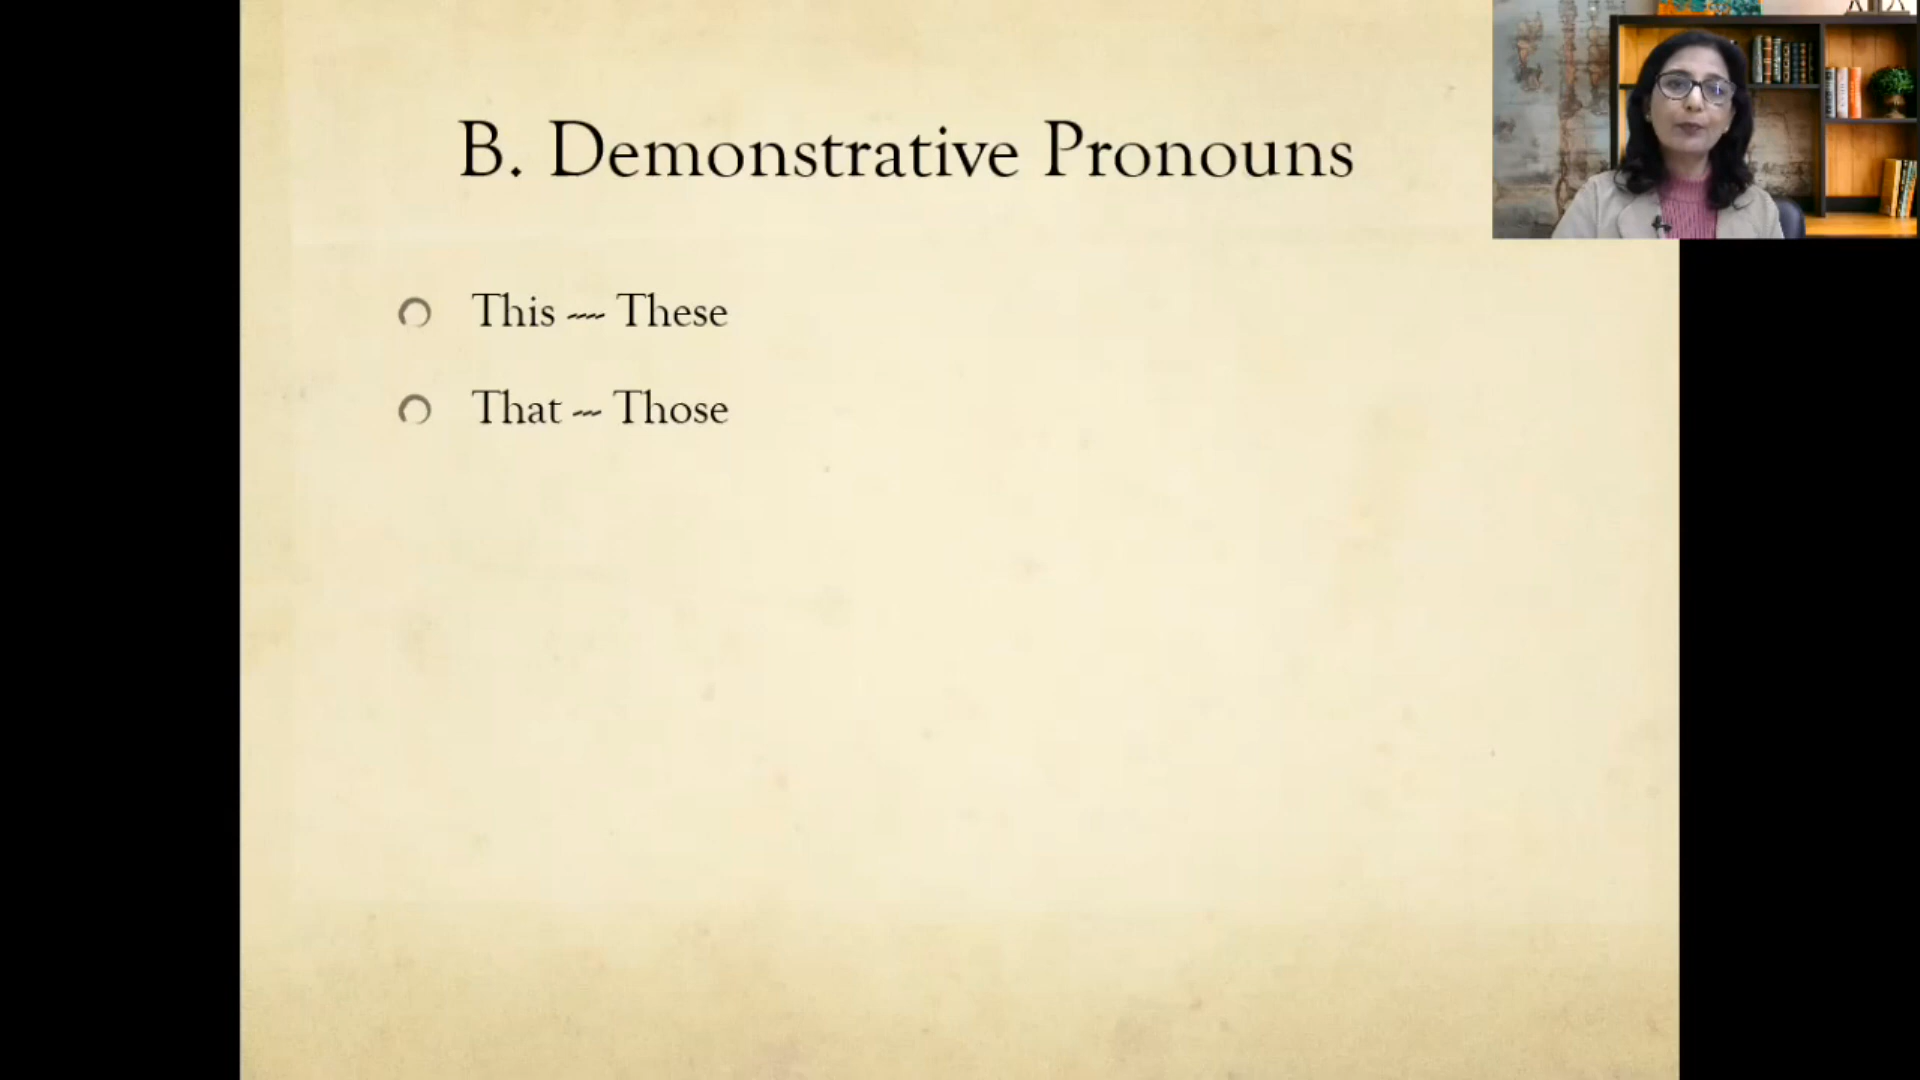 B. Demonstrative Pronouns
This ---- These
That --- Those